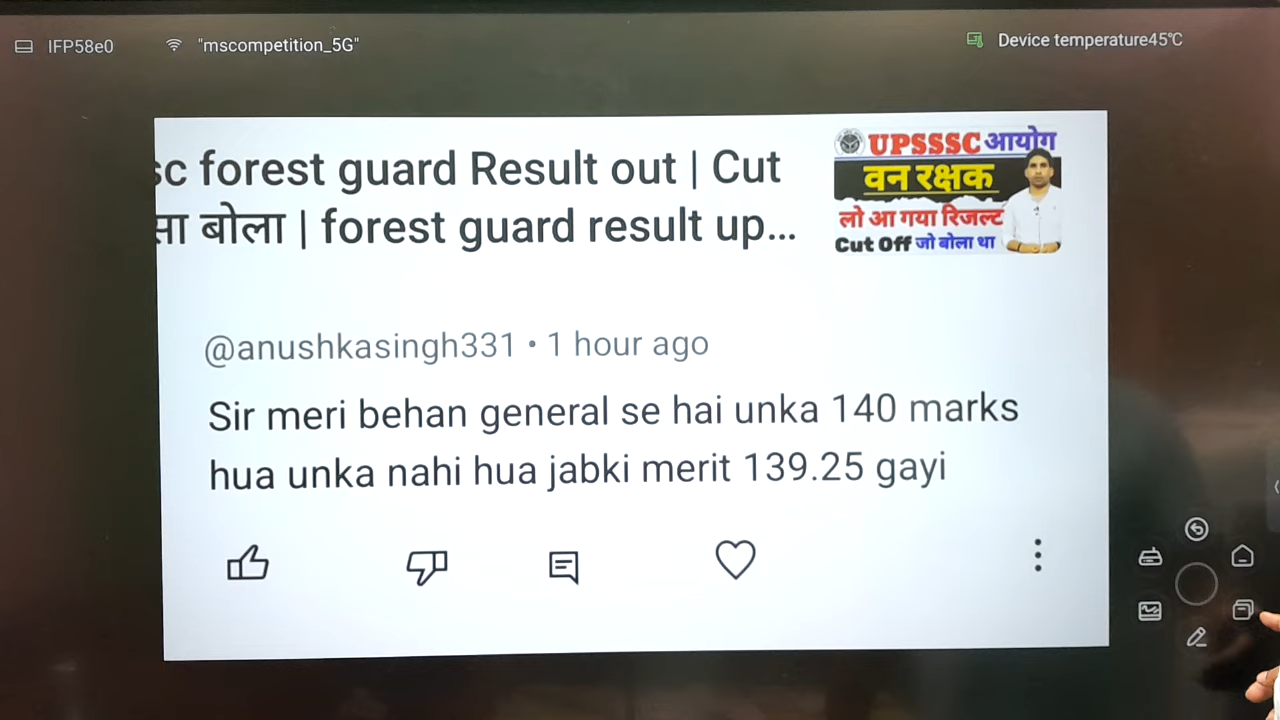 IFP58e0
"mscompetition_5G"
Device temperature45℃
sc forest guard Result out | Cut
सा बोला | forest guard result up...
UPSSSC आयोग
वन रक्षक
लो आ गया रिजल्ट
Cut Off जो बोला था
@anushkasingh331 • 1 hour ago
Sir meri behan general se hai unka 140 marks
hua unka nahi hua jabki merit 139.25 gayi